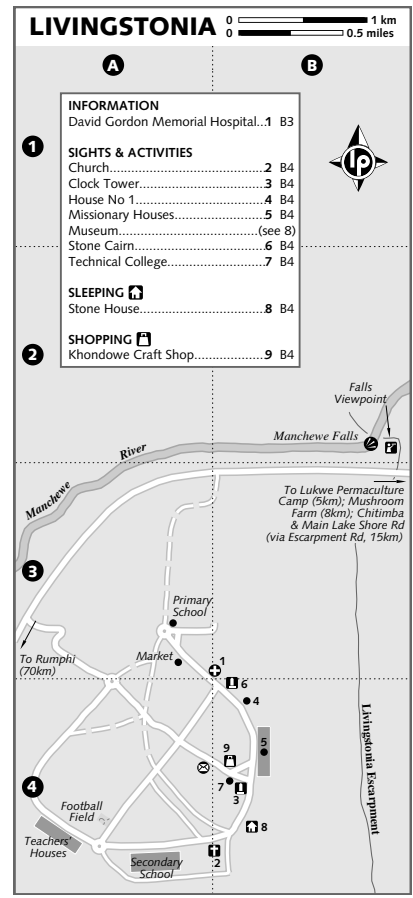 LIVINGSTONIA
0 1 km
0 0.5 miles
A B
INFORMATION
David Gordon Memorial Hospital..1 B3
1
SIGHTS & ACTIVITIES
Church..............................2 B4
Clock Tower.........................3 B4
House No 1..........................4 B4
Missionary Houses...................5 B4
Museum..............................(see 8)
Stone Cairn.........................6 B4
Technical College...................7 B4
lp
SLEEPING
Stone House.........................8 B4
SHOPPING
Khondowe Craft Shop.................9 B4
2
Falls
Viewpoint
Manchewe Falls
River
Manchewe
To Lukwe Permaculture
Camp (5km); Mushroom
Farm (8km); Chitimba
& Main Lake Shore Rd
(via Escarpment Rd, 15km)
3
Primary
School
Market
1
To Rumphi
(70km)
6
4
Livingstonia Escarpment
5
9
7
3
4
Football
Field
8
Teachers'
Houses
Secondary
School
2